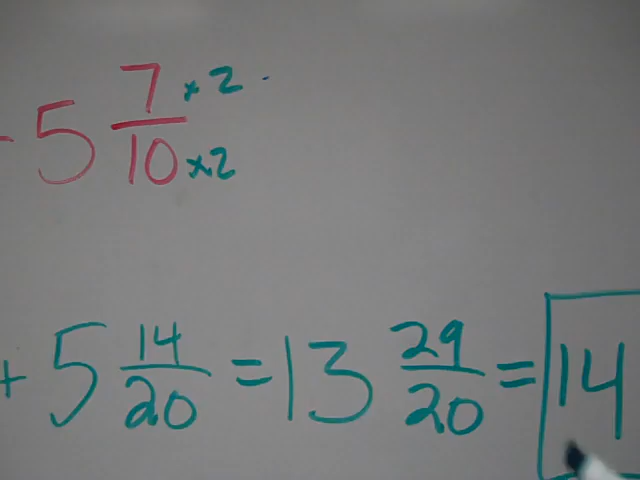 - 5 7/10 ×2 ×2
+ 5 14/20 = 13 29/20 = 14